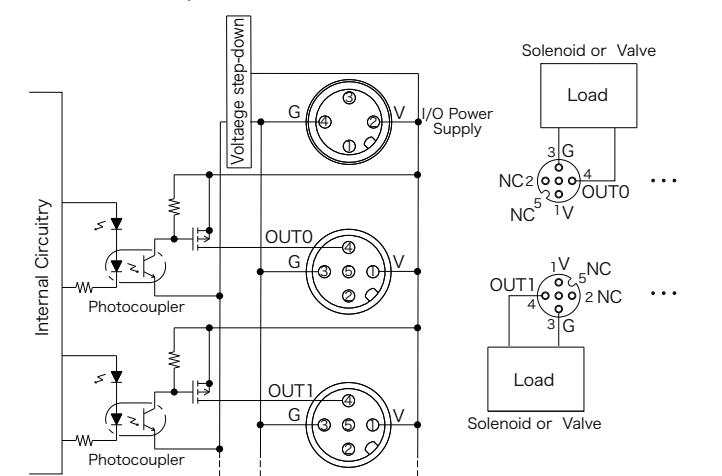 Voltaege step-down
Internal Circuitry
G
V
3
4
2
1
I/O Power
Supply
OUT0
4
G
V
3
5
1
2
Photocoupler
OUT1
4
G
V
3
5
1
2
Photocoupler
Solenoid or Valve
Load
3 G
NC 2
4
OUT0
NC 5
1 V
...
1 V
5 NC
OUT1
4
2 NC
3 G
...
Load
Solenoid or Valve